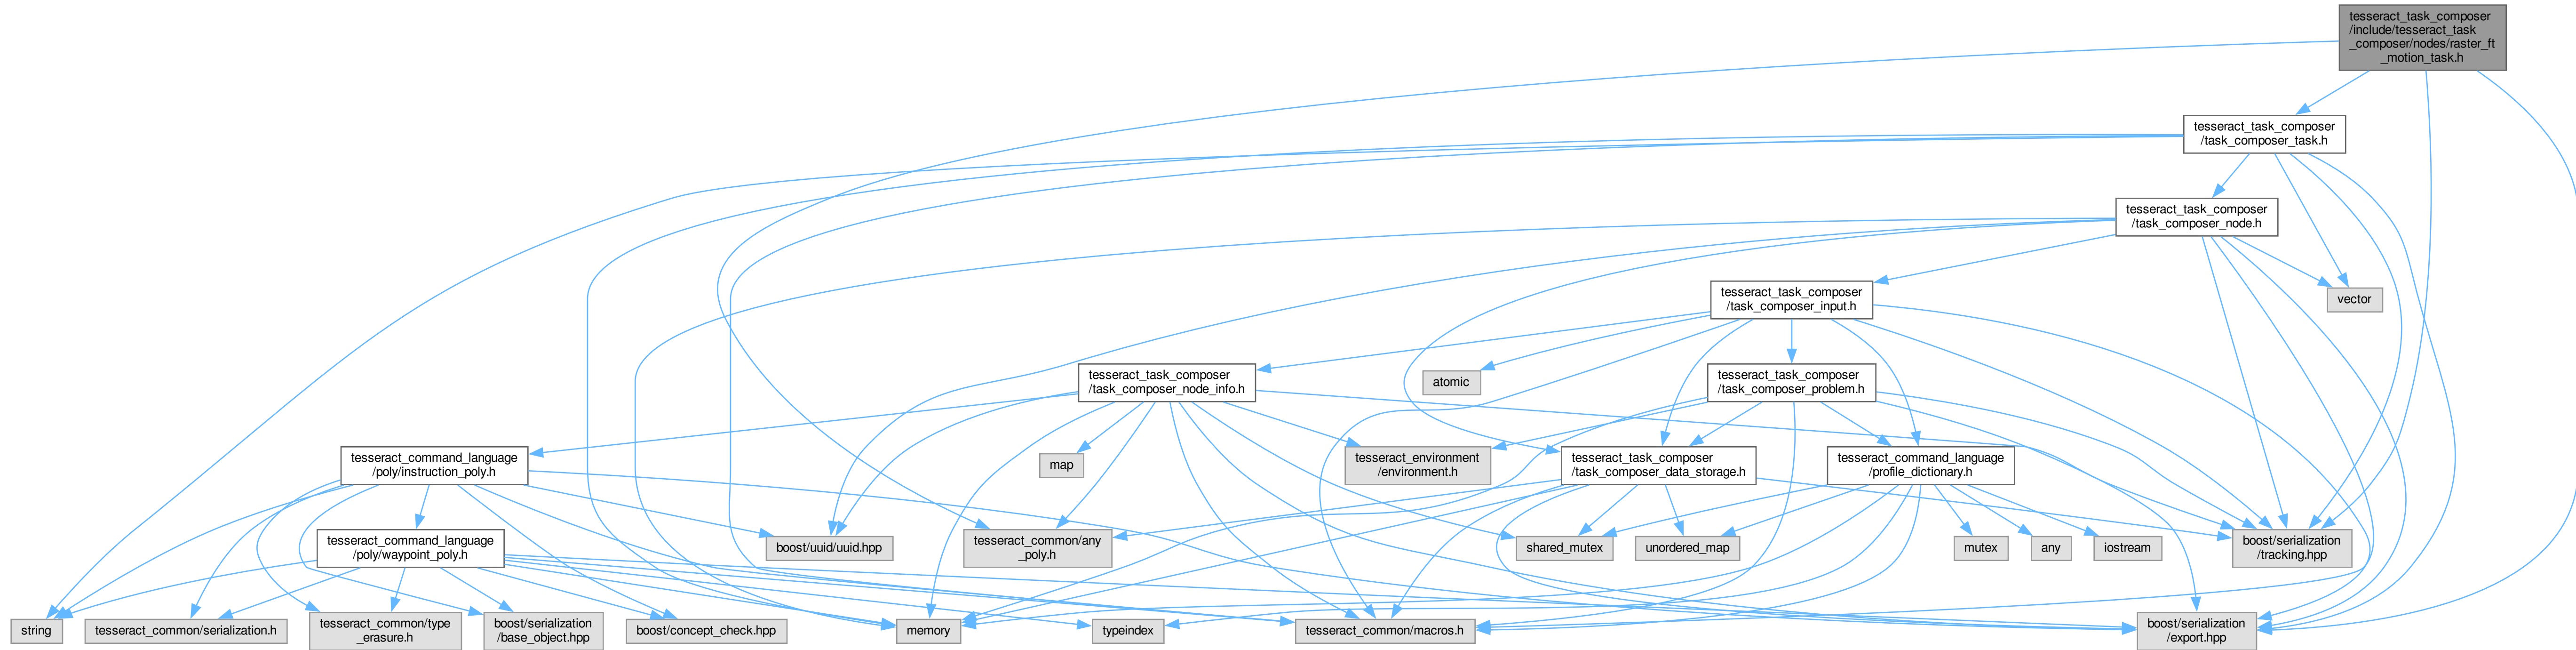 tesseract_task_composer
/include/tesseract_task
_composer/nodes/raster_ft
_motion_task.h
tesseract_task_composer
/task_composer_task.h
tesseract_task_composer
/task_composer_node.h
tesseract_task_composer
/task_composer_input.h
vector
tesseract_task_composer
/task_composer_node_info.h
atomic
tesseract_task_composer
/task_composer_problem.h
tesseract_command_language
/poly/instruction_poly.h
map
tesseract_environment
/environment.h
tesseract_task_composer
/task_composer_data_storage.h
tesseract_command_language
/profile_dictionary.h
tesseract_command_language
/poly/waypoint_poly.h
boost/uuid/uuid.hpp
tesseract_common/any
_poly.h
shared_mutex
unordered_map
mutex
any
iostream
boost/serialization
/tracking.hpp
string
tesseract_common/serialization.h
tesseract_common/type
_erasure.h
boost/serialization
/base_object.hpp
boost/concept_check.hpp
memory
typeindex
tesseract_common/macros.h
boost/serialization
/export.hpp